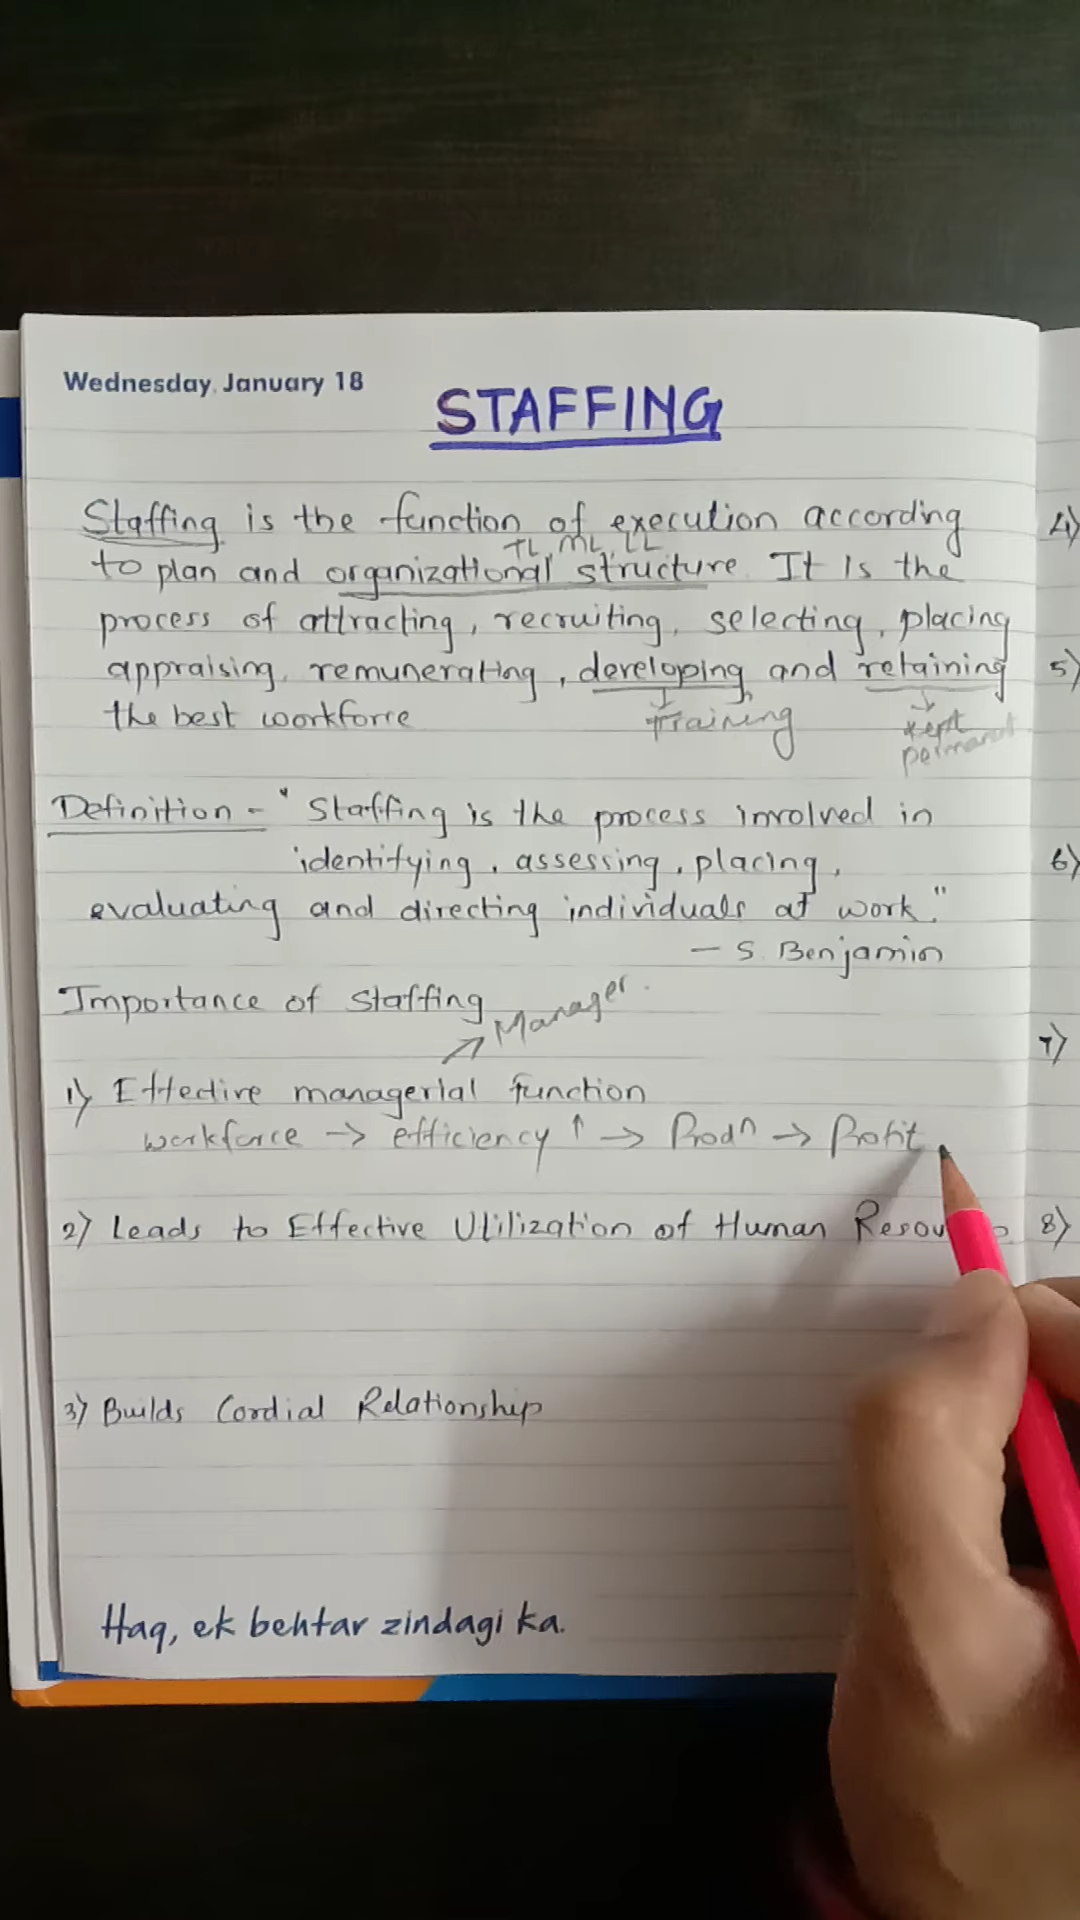 Wednesday, January 18
STAFFING
Staffing is the function of execution according
TL, ML, LL
to plan and organizational structure. It is the
process of attracting, recruiting, selecting, placing
appraising, remunerating, developing and retaining
the best workforce
Training
kept
permanent
Definition - "Staffing is the process involved in
identifying, assessing, placing,
evaluating and directing individuals at work."
- S. Benjamin
Importance of Staffing
Manager.
1) Effective managerial function
workforce → efficiency ↑ → Prodn → Profit
2) Leads to Effective Utilization of Human
3) Builds Cordial Relationship
Haq, ek behtar zindagi ka.
4)
5)
6)
7)
8)